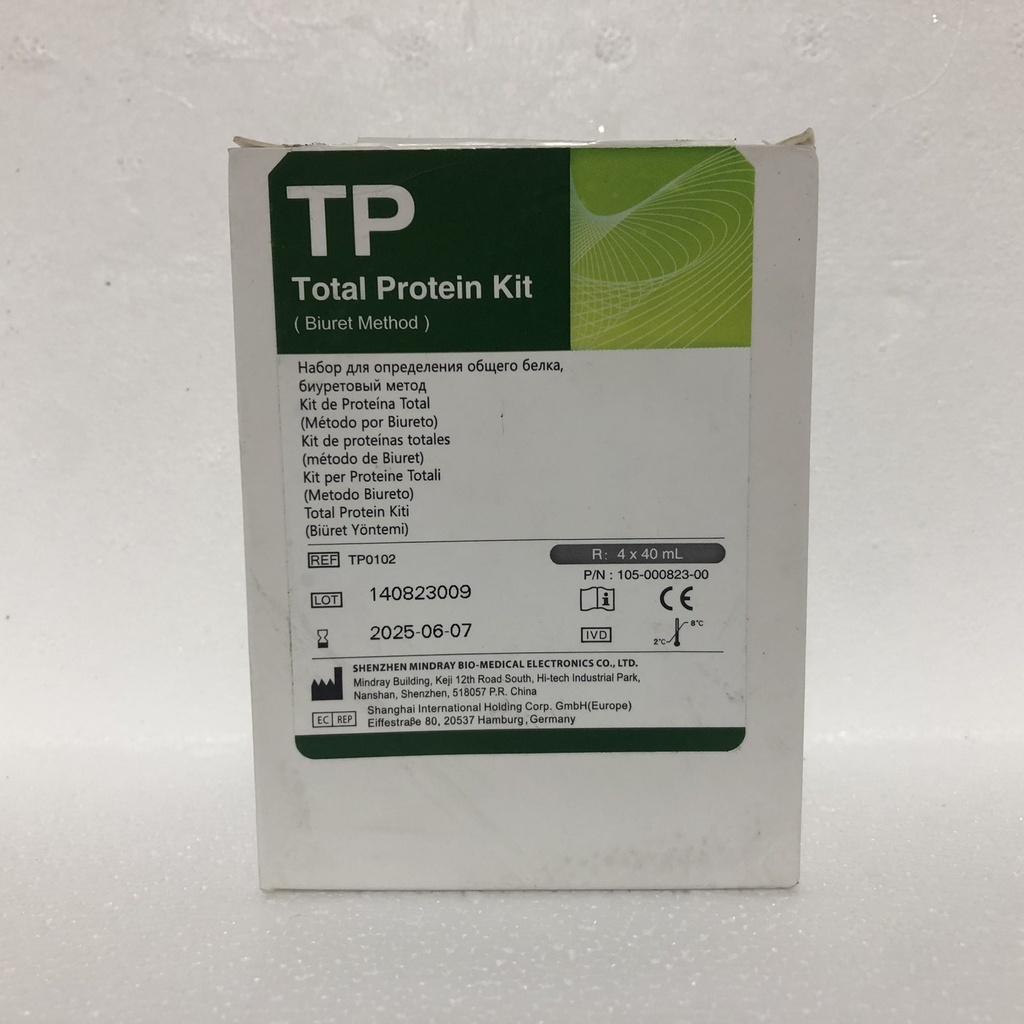 TP
Total Protein Kit
( Biuret Method )
Набор для определения общего белка,
биуретовый метод
Kit de Proteína Total
(Método por Biureto)
Kit de proteínas totales
(método de Biuret)
Kit per Proteine Totali
(Metodo Biureto)
Total Protein Kiti
(Biüret Yöntemi)
REF TP0102
R: 4 x 40 mL
P/N : 105-000823-00
LOT 140823009
CE
2025-06-07
IVD
2°C 8°C
SHENZHEN MINDRAY BIO-MEDICAL ELECTRONICS CO., LTD.
Mindray Building, Keji 12th Road South, Hi-tech Industrial Park,
Nanshan, Shenzhen, 518057 P.R. China
EC REP Shanghai International Holding Corp. GmbH(Europe)
Eiffestraße 80, 20537 Hamburg, Germany